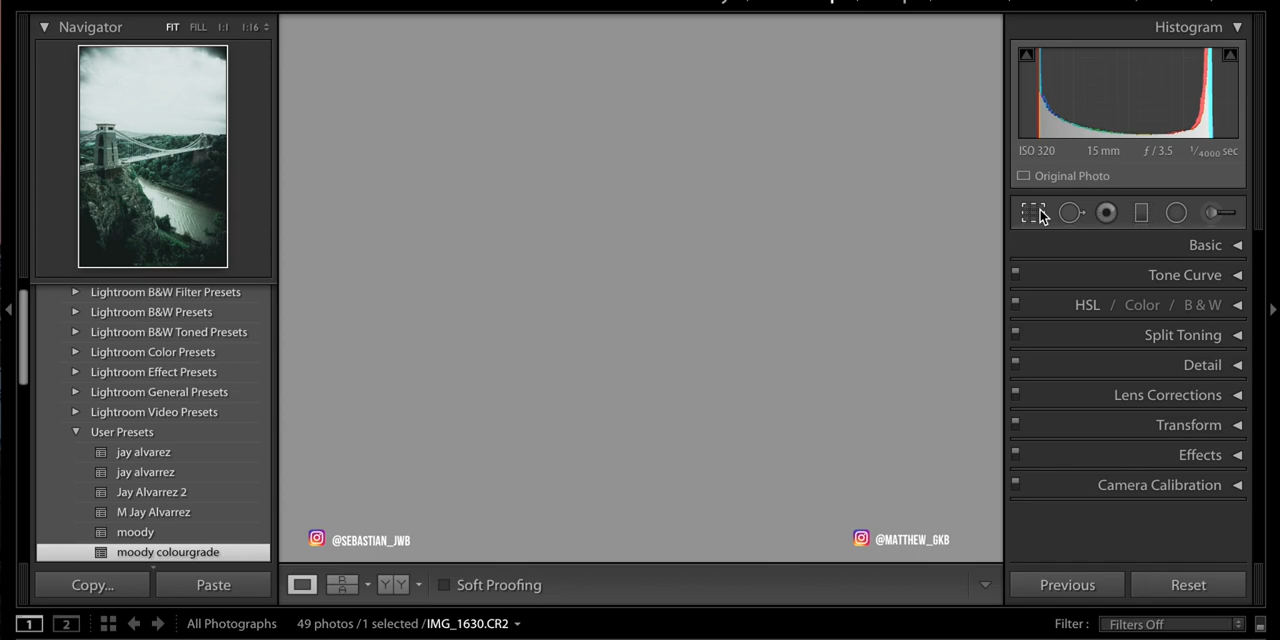 Navigator
FIT FILL 1:1 1:16
Histogram
ISO 320 15 mm ƒ / 3.5 1/4000 sec
Original Photo
Basic
Tone Curve
HSL / Color / B & W
Split Toning
Detail
Lens Corrections
Transform
Effects
Camera Calibration
Lightroom B&W Filter Presets
Lightroom B&W Presets
Lightroom B&W Toned Presets
Lightroom Color Presets
Lightroom Effect Presets
Lightroom General Presets
Lightroom Video Presets
User Presets
jay alvarez
jay alvarrez
Jay Alvarrez 2
M Jay Alvarrez
moody
moody colourgrade
@SEBASTIAN_JWB
@MATTHEW_GKB
Copy... Paste
R A Y Y Soft Proofing
Previous Reset
1 2 All Photographs 49 photos /1 selected /IMG_1630.CR2
Filter : Filters Off